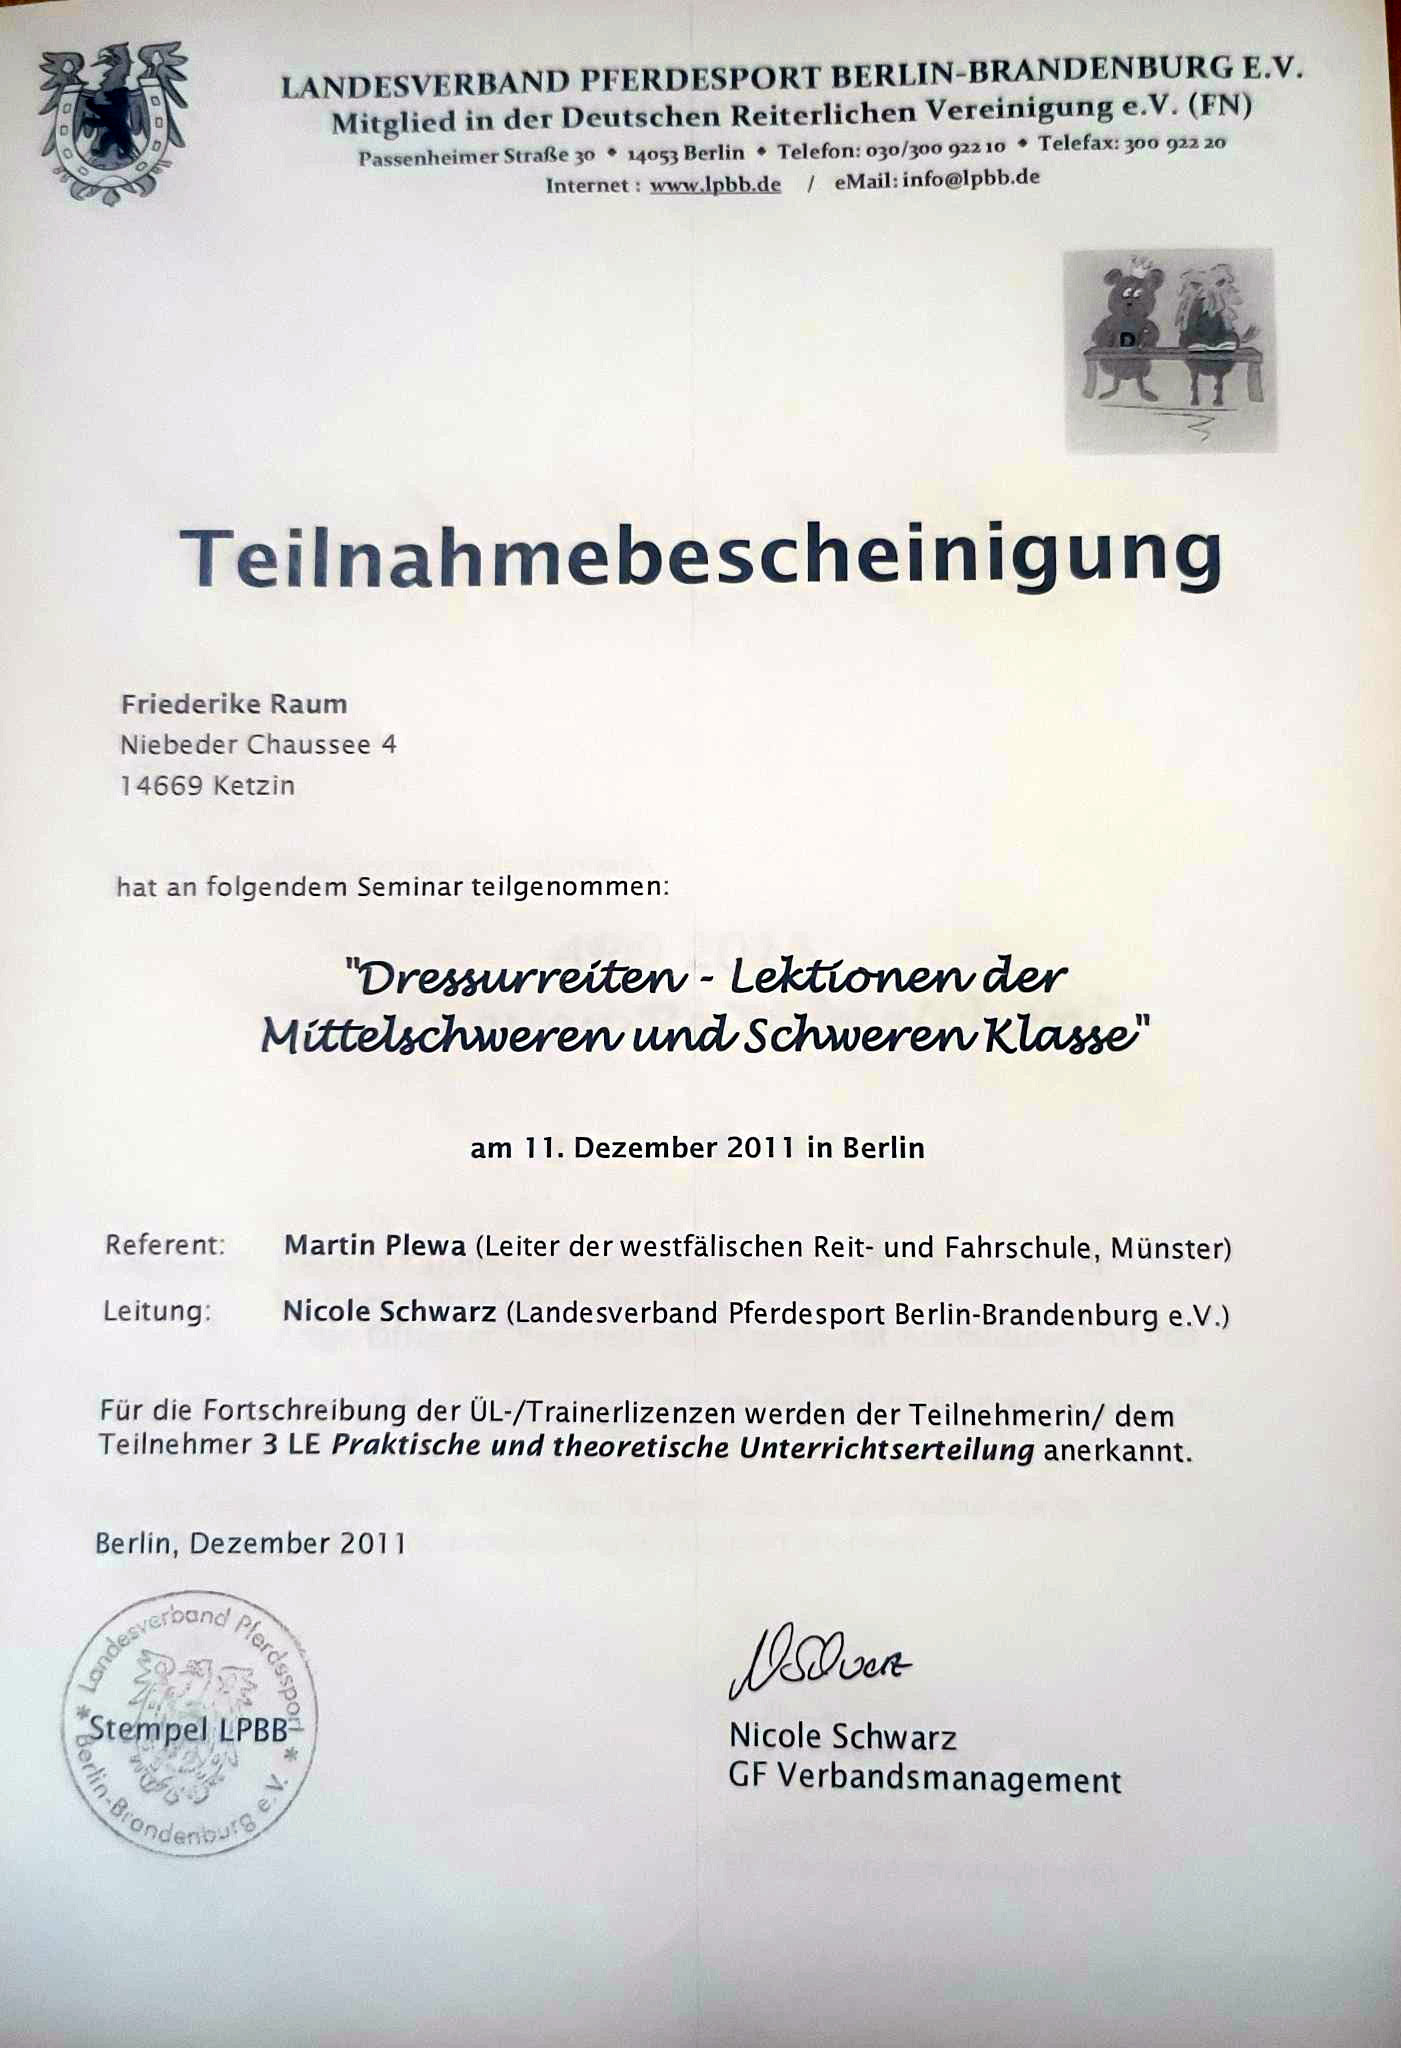 LANDESVERBAND PFERDESPORT BERLIN-BRANDENBURG E.V.
Mitglied in der Deutschen Reiterlichen Vereinigung e.V. (FN)
Passenheimer Straße 30 • 14053 Berlin • Telefon: 030/300 922 10 • Telefax: 300 922 20
Internet : www.lpbb.de / eMail: info@lpbb.de
D
Teilnahmebescheinigung
Friederike Raum
Niebeder Chaussee 4
14669 Ketzin
hat an folgendem Seminar teilgenommen:
"Dressurreiten - Lektionen der
Mittelschweren und Schweren Klasse"
am 11. Dezember 2011 in Berlin
Referent: Martin Plewa (Leiter der westfälischen Reit- und Fahrschule, Münster)
Leitung: Nicole Schwarz (Landesverband Pferdesport Berlin-Brandenburg e.V.)
Für die Fortschreibung der ÜL-/Trainerlizenzen werden der Teilnehmerin/ dem
Teilnehmer 3 LE Praktische und theoretische Unterrichtserteilung anerkannt.
Berlin, Dezember 2011
Landesverband Pferdesport
Stempel LPBB
Berlin-Brandenburg e.V.
NSchwarz
Nicole Schwarz
GF Verbandsmanagement